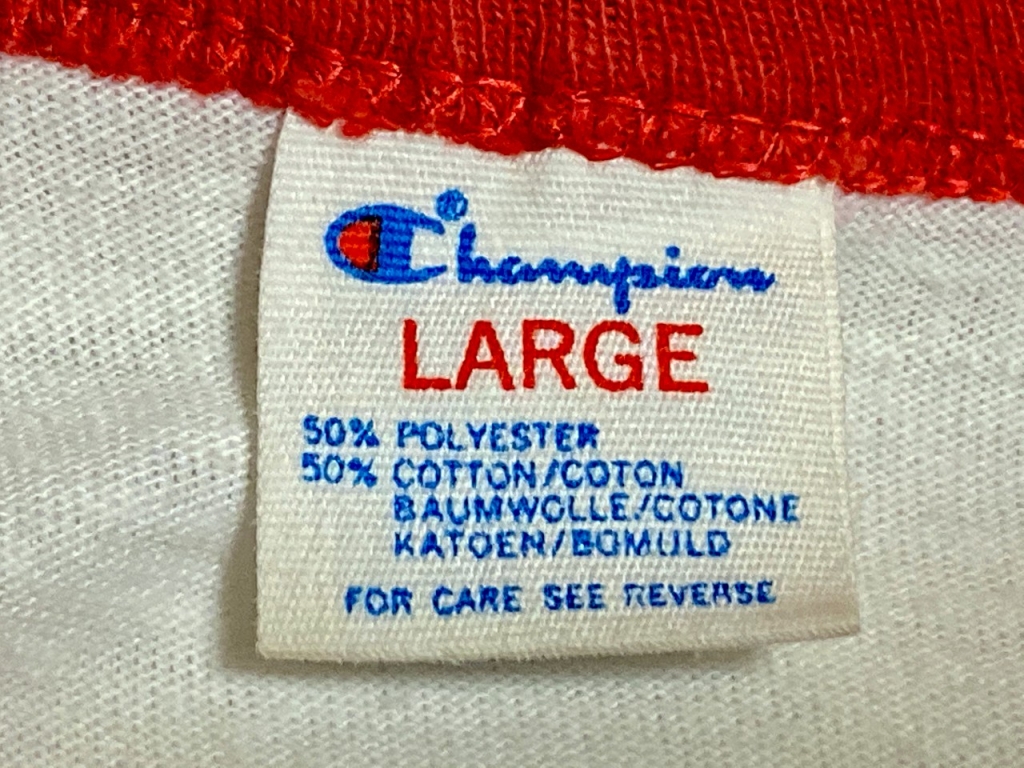 Champion®
LARGE
50% POLYESTER
50% COTTON/COTON
BAUMWOLLE/COTONE
KATOEN/BOMULD
FOR CARE SEE REVERSE